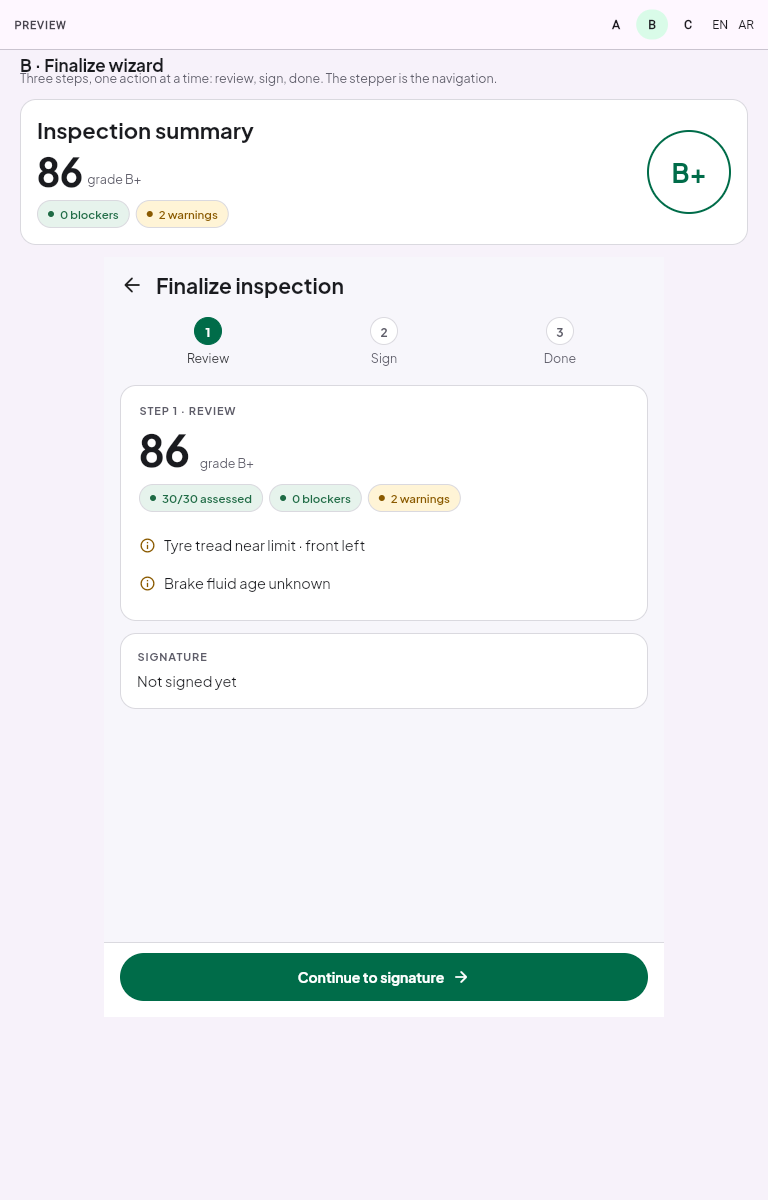 PREVIEW A B C EN AR
B · Finalize wizard
Three steps, one action at a time: review, sign, done. The stepper is the navigation.
Inspection summary
86 grade B+
B+
0 blockers 2 warnings
Finalize inspection
1 2 3
Review Sign Done
STEP 1 · REVIEW
86 grade B+
30/30 assessed 0 blockers 2 warnings
Tyre tread near limit · front left
Brake fluid age unknown
SIGNATURE
Not signed yet
Continue to signature